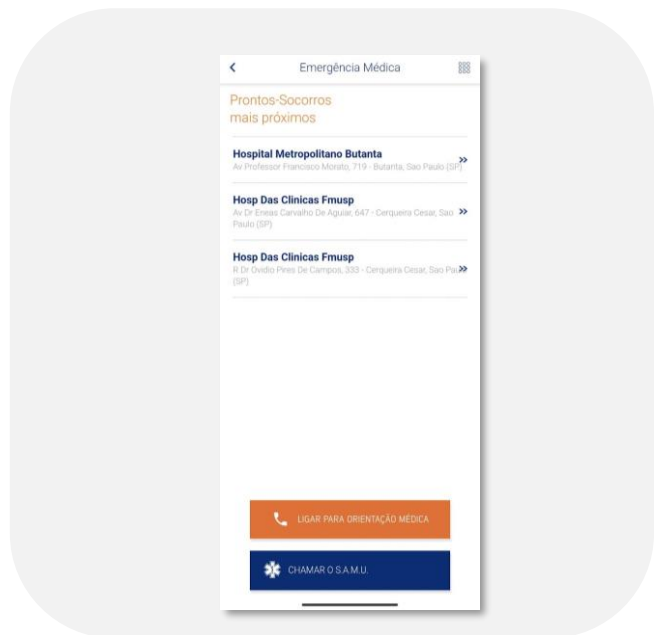 Emergência Médica
Prontos-Socorros
mais próximos
Hospital Metropolitano Butanta
Av Professor Francisco Morato, 719 - Butanta, Sao Paulo (SP)
Hosp Das Clinicas Fmusp
Av Dr Eneas Carvalho De Aguiar, 647 - Cerqueira Cesar, Sao
Paulo (SP)
Hosp Das Clinicas Fmusp
R Dr Ovidio Pires De Campos, 333 - Cerqueira Cesar, Sao Paulo
(SP)
LIGAR PARA ORIENTAÇÃO MÉDICA
CHAMAR O S.A.M.U.